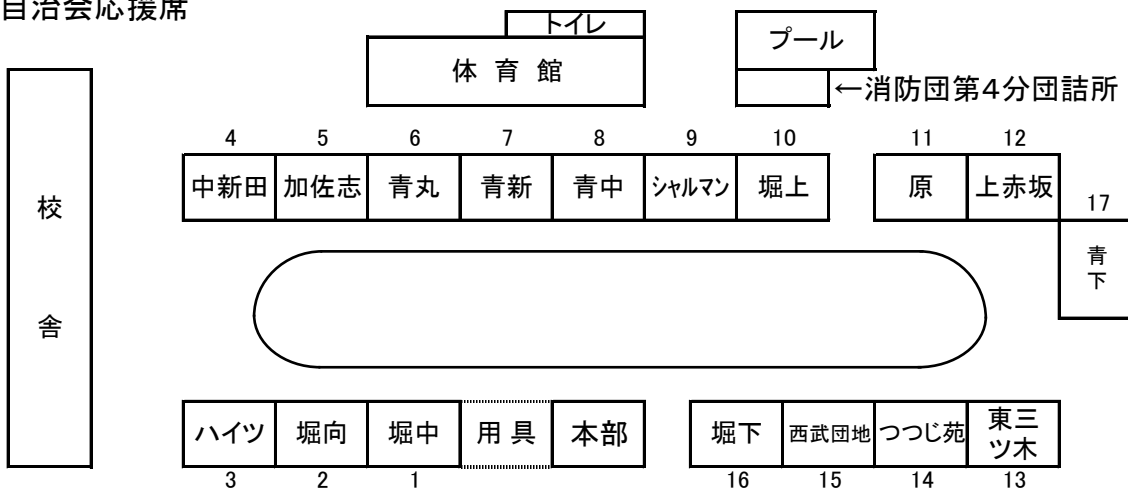 自治会応援席
トイレ
体 育 館
プール
←消防団第4分団詰所
4 5 6 7 8 9 10 11 12
中新田 加佐志 青丸 青新 青中 シャルマン 堀上 原 上赤坂
17
青下
校舎
ハイツ 堀向 堀中 用 具 本部 堀下 西武団地 つつじ苑 東三ツ木
3 2 1 16 15 14 13